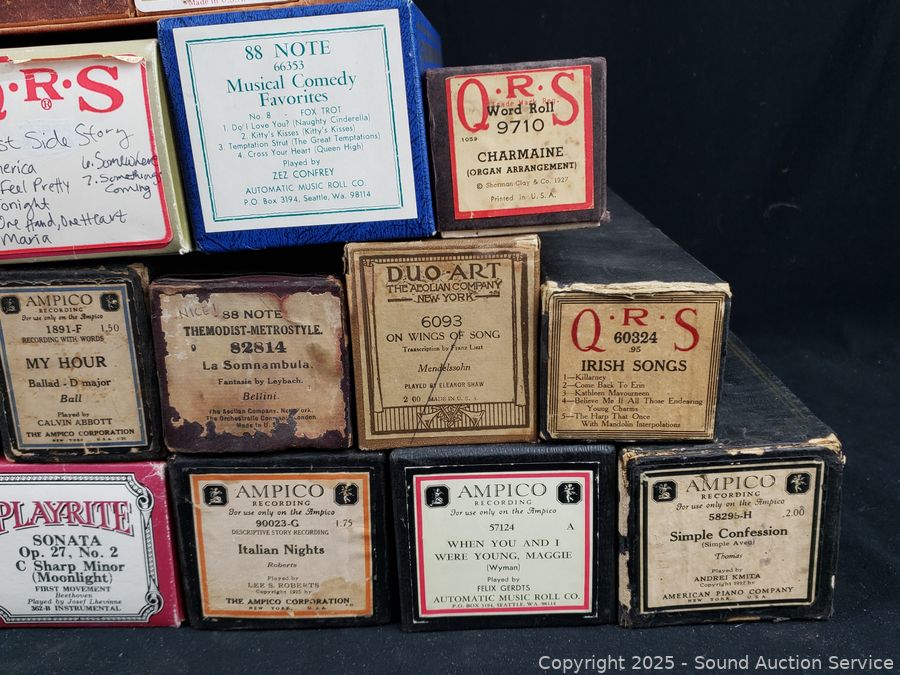 Made in U.S.A.
Q·R·S
st Side Story
merica
Feel Pretty
onight
One Hand, One Heart
Maria
6. Somewhere
7. Something's
Coming
88 NOTE
66353
Musical Comedy
Favorites
No. 8 - FOX TROT
1. Do I Love You? (Naughty Cinderella)
2. Kitty's Kisses (Kitty's Kisses)
3. Temptation Strut (The Great Temptations)
4. Cross Your Heart (Queen High)
Played by
ZEZ CONFREY
AUTOMATIC MUSIC ROLL CO.
P.O. Box 3194, Seattle, Wa. 98114
Q·R·S
Trade Mark Reg.
Word Roll
9710
1059
CHARMAINE
(ORGAN ARRANGEMENT)
© Sherman-Clay & Co. 1927
Printed in U.S.A.
AMPICO
RECORDING
For use only on the Ampico
1891-F 1.50
RECORDING WITH WORDS
MY HOUR
Ballad - D major
Ball
Played by
CALVIN ABBOTT
THE AMPICO CORPORATION
NEW YORK U.S.A.
NICE!
88 NOTE
THEMODIST-METROSTYLE.
9 82814
La Somnambula.
Fantasie by Leybach.
Bellini.
The Aeolian Company, New York
The Orchestrelle Company, London.
Made in U.S.
DUO-ART
THE AEOLIAN COMPANY
NEW YORK
6093
ON WINGS OF SONG
Transcription by Franz Liszt
Mendelssohn
PLAYED BY ELEANOR SHAW
2 00 MADE IN U.S.A.
Q·R·S
60324
.95
IRISH SONGS
1—Killarney
2—Come Back To Erin
3—Kathleen Mavourneen
4—Believe Me If All Those Endearing
Young Charms
5—The Harp That Once
With Mandolin Interpolations
PLAYRITE
SONATA
Op. 27, No. 2
C Sharp Minor
(Moonlight)
FIRST MOVEMENT
Beethoven
Played by Josef Lhevinne
362-B INSTRUMENTAL
AMPICO
RECORDING
For use only on the Ampico
90023-G 1.75
DESCRIPTIVE STORY RECORDING
Italian Nights
Roberts
Played by
LEE S. ROBERTS
Copyright 1925 by
THE AMPICO CORPORATION
NEW YORK, U.S.A.
AMPICO
RECORDING
For use only on the Ampico
57124 A
WHEN YOU AND I
WERE YOUNG, MAGGIE
(Wyman)
Played by
FELIX GERDTS
AUTOMATIC MUSIC ROLL CO.
P.O. BOX 3194, SEATTLE, WA. 98114
AMPICO
RECORDING
For use only on the Ampico
58295-H 2.00
Simple Confession
(Simple Aveu)
Thomas
Played by
ANDREI KMITA
Copyright 1912 by
AMERICAN PIANO COMPANY
NEW YORK, U.S.A.
Copyright 2025 - Sound Auction Service